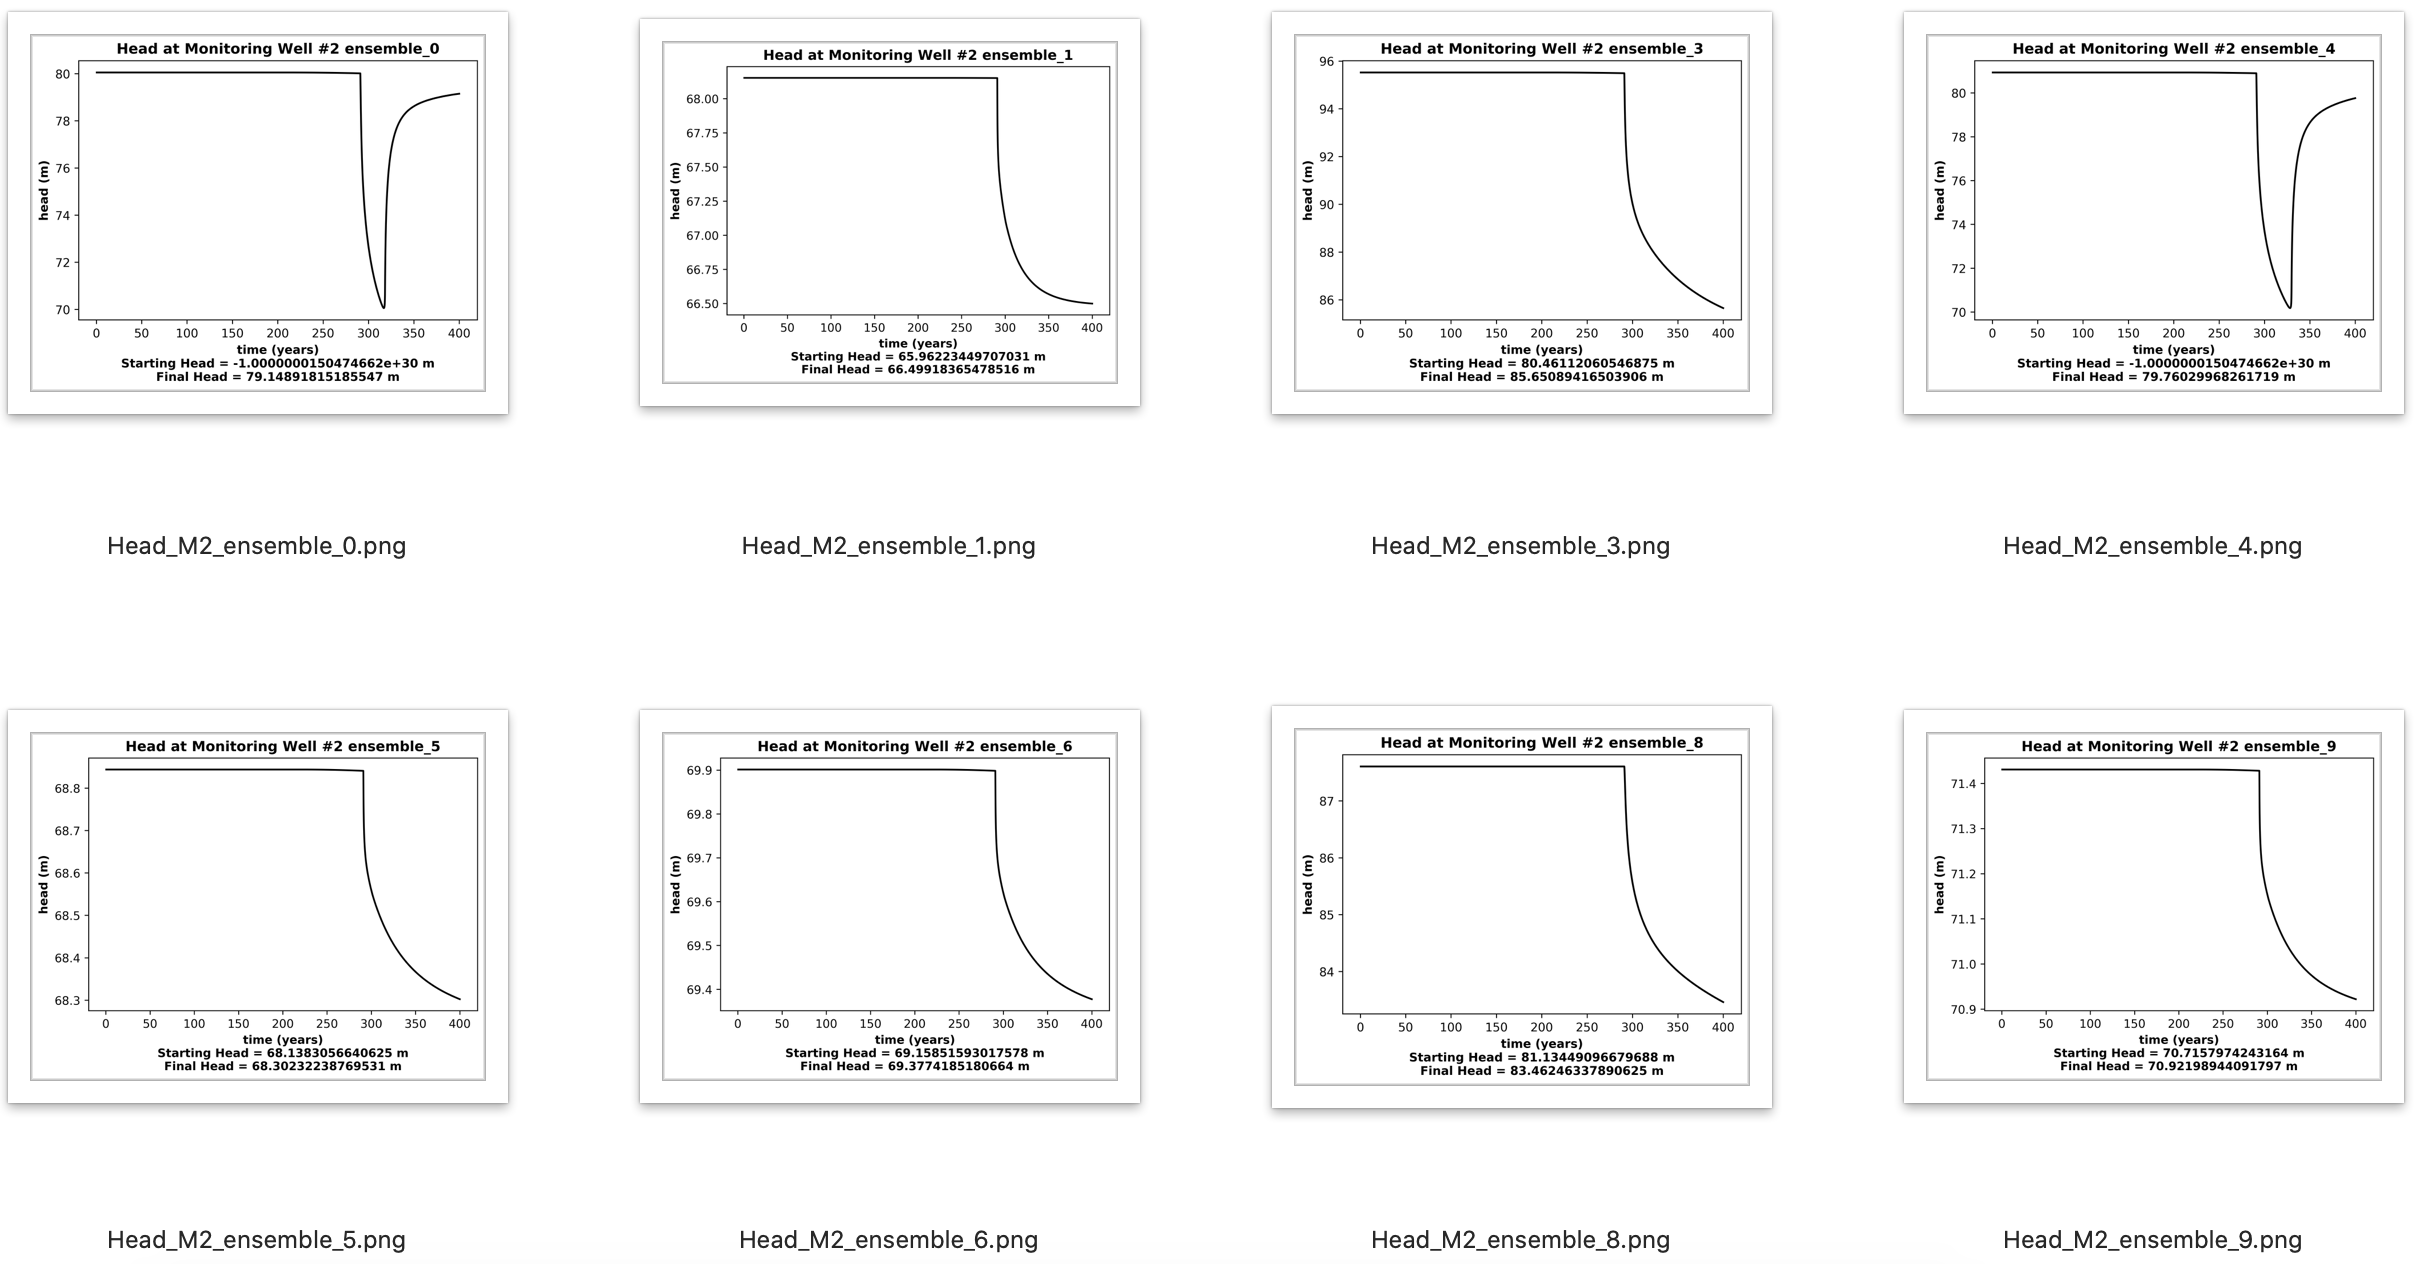 Head at Monitoring Well #2 ensemble_0
80
78
76
74
72
70
head (m)
0 50 100 150 200 250 300 350 400
time (years)
Starting Head = -1.0000000150474662e+30 m
Final Head = 79.14891815185547 m
Head_M2_ensemble_0.png
Head at Monitoring Well #2 ensemble_1
68.00
67.75
67.50
67.25
67.00
66.75
66.50
head (m)
0 50 100 150 200 250 300 350 400
time (years)
Starting Head = 65.96223449707031 m
Final Head = 66.49918365478516 m
Head_M2_ensemble_1.png
Head at Monitoring Well #2 ensemble_3
96
94
92
90
88
86
head (m)
0 50 100 150 200 250 300 350 400
time (years)
Starting Head = 80.46112060546875 m
Final Head = 85.65089416503906 m
Head_M2_ensemble_3.png
Head at Monitoring Well #2 ensemble_4
80
78
76
74
72
70
head (m)
0 50 100 150 200 250 300 350 400
time (years)
Starting Head = -1.0000000150474662e+30 m
Final Head = 79.76029968261719 m
Head_M2_ensemble_4.png
Head at Monitoring Well #2 ensemble_5
68.8
68.7
68.6
68.5
68.4
68.3
head (m)
0 50 100 150 200 250 300 350 400
time (years)
Starting Head = 68.1383056640625 m
Final Head = 68.30232238769531 m
Head_M2_ensemble_5.png
Head at Monitoring Well #2 ensemble_6
69.9
69.8
69.7
69.6
69.5
69.4
head (m)
0 50 100 150 200 250 300 350 400
time (years)
Starting Head = 69.15851593017578 m
Final Head = 69.3774185180664 m
Head_M2_ensemble_6.png
Head at Monitoring Well #2 ensemble_8
87
86
85
84
head (m)
0 50 100 150 200 250 300 350 400
time (years)
Starting Head = 81.13449096679688 m
Final Head = 83.46246337890625 m
Head_M2_ensemble_8.png
Head at Monitoring Well #2 ensemble_9
71.4
71.3
71.2
71.1
71.0
70.9
head (m)
0 50 100 150 200 250 300 350 400
time (years)
Starting Head = 70.7157974243164 m
Final Head = 70.92198944091797 m
Head_M2_ensemble_9.png